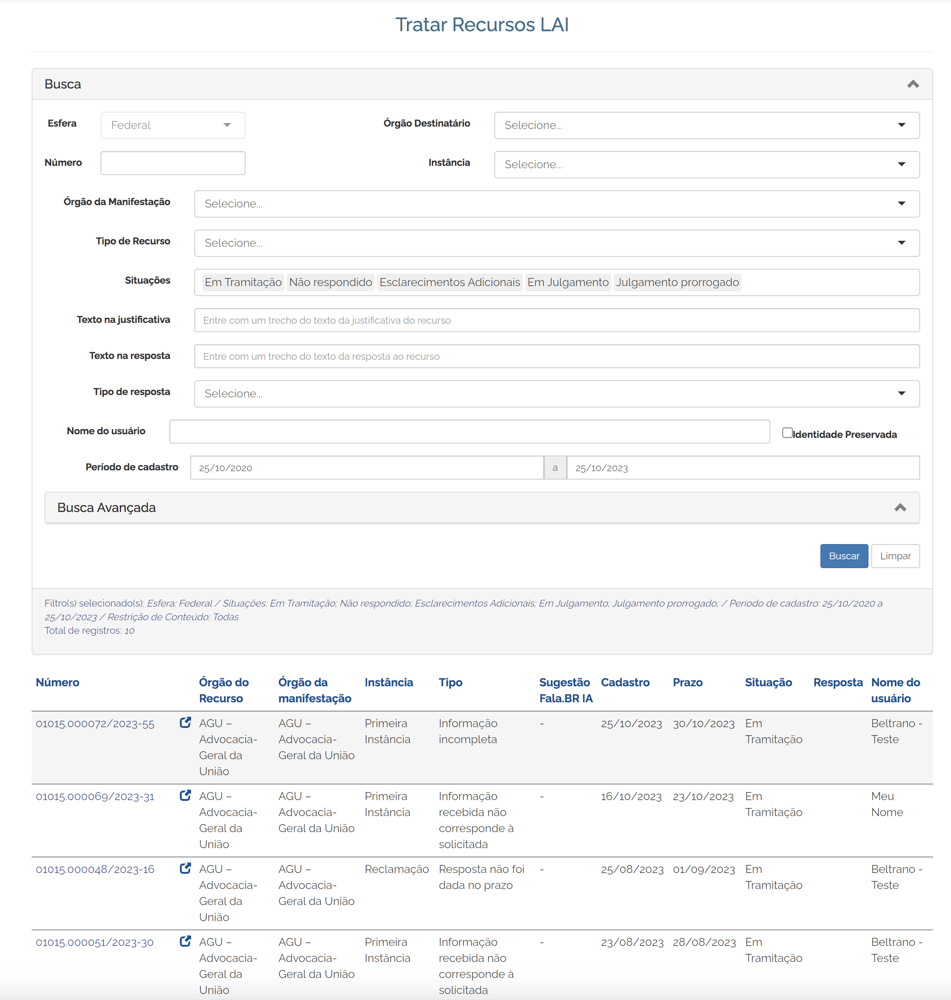 Tratar Recursos LAI
Busca
Esfera Federal Órgão Destinatário Selecione...
Número Instância Selecione...
Órgão da Manifestação Selecione...
Tipo de Recurso Selecione...
Situações Em Tramitação Não respondido Esclarecimentos Adicionais Em Julgamento Julgamento prorrogado
Texto na justificativa Entre com um trecho do texto da justificativa do recurso
Texto na resposta Entre com um trecho do texto da resposta ao recurso
Tipo de resposta Selecione...
Nome do usuário Identidade Preservada
Período de cadastro 25/10/2020 a 25/10/2023
Busca Avançada
Buscar Limpar
Filtro(s) selecionado(s): Esfera: Federal / Situações: Em Tramitação; Não respondido; Esclarecimentos Adicionais; Em Julgamento; Julgamento prorrogado; / Período de cadastro: 25/10/2020 a
25/10/2023 / Restrição de Conteúdo: Todas
Total de registros: 10
Número Órgão do Órgão da Instância Tipo Sugestão Cadastro Prazo Situação Resposta Nome do
Recurso manifestação Fala.BR IA usuário
01015.000072/2023-55 AGU – AGU – Primeira Informação - 25/10/2023 30/10/2023 Em Beltrano -
Advocacia- Advocacia- Instância incompleta Tramitação Teste
Geral da Geral da União
União
01015.000069/2023-31 AGU – AGU – Primeira Informação - 16/10/2023 23/10/2023 Em Meu
Advocacia- Advocacia- Instância recebida não Tramitação Nome
Geral da Geral da União corresponde à
União solicitada
01015.000048/2023-16 AGU – AGU – Reclamação Resposta não foi - 25/08/2023 01/09/2023 Em Beltrano -
Advocacia- Advocacia- dada no prazo Tramitação Teste
Geral da Geral da União
União
01015.000051/2023-30 AGU – AGU – Primeira Informação - 23/08/2023 28/08/2023 Em Beltrano -
Advocacia- Advocacia- Instância recebida não Tramitação Teste
Geral da Geral da União corresponde à
União solicitada